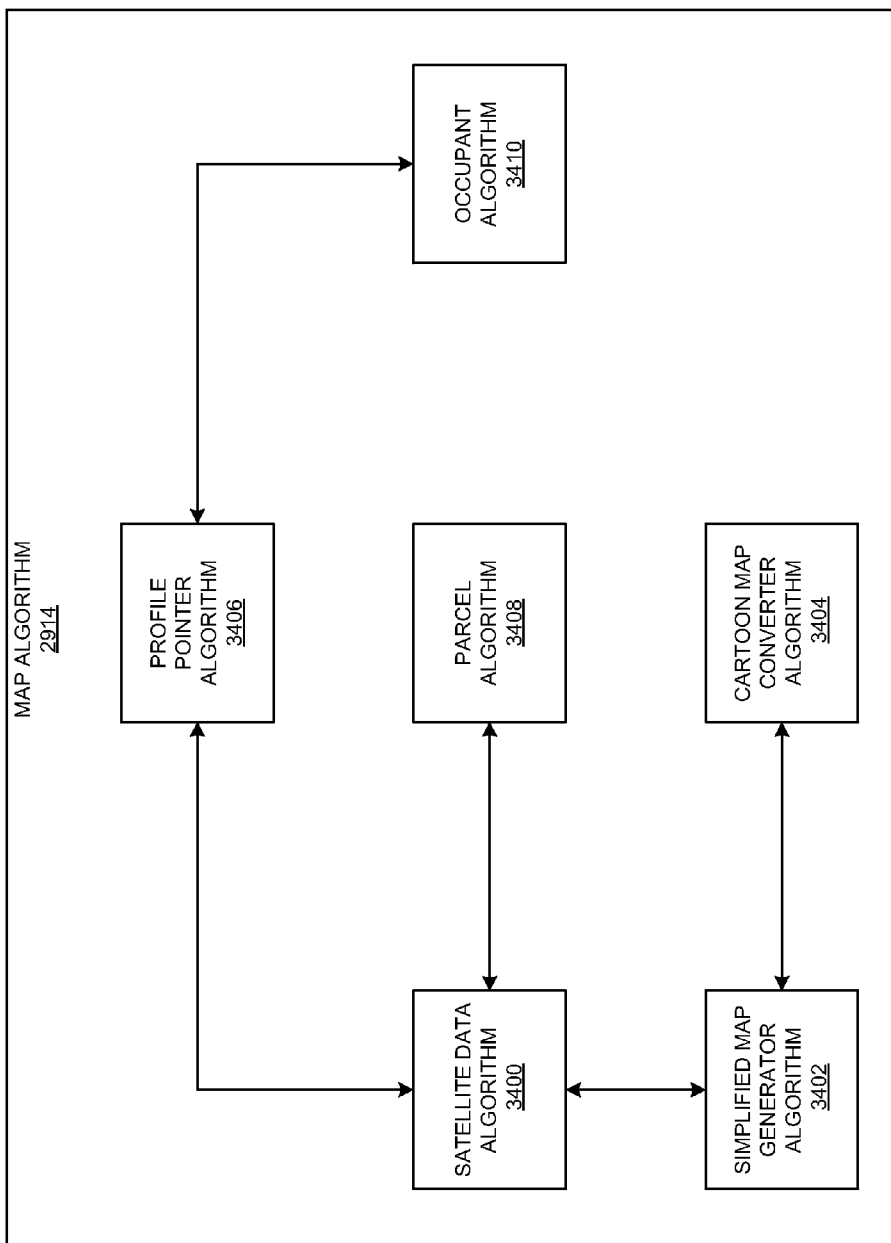 MAP ALGORITHM
2914
PROFILE
POINTER
ALGORITHM
3406
SATELLITE DATA
ALGORITHM
3400
PARCEL
ALGORITHM
3408
OCCUPANT
ALGORITHM
3410
SIMPLIFIED MAP
GENERATOR
ALGORITHM
3402
CARTOON MAP
CONVERTER
ALGORITHM
3404